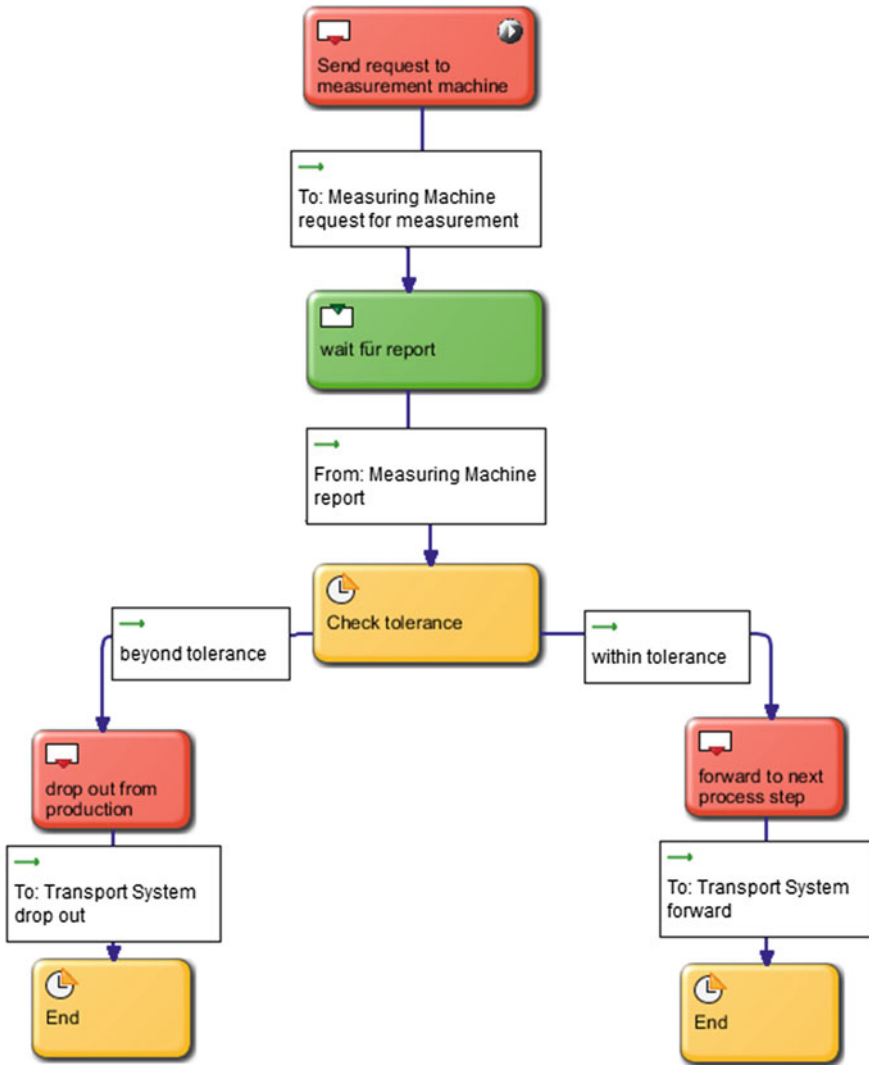 Send request to
measurement machine
To: Measuring Machine
request for measurement
wait für report
From: Measuring Machine
report
Check tolerance
beyond tolerance
within tolerance
drop out from
production
forward to next
process step
To: Transport System
drop out
To: Transport System
forward
End
End